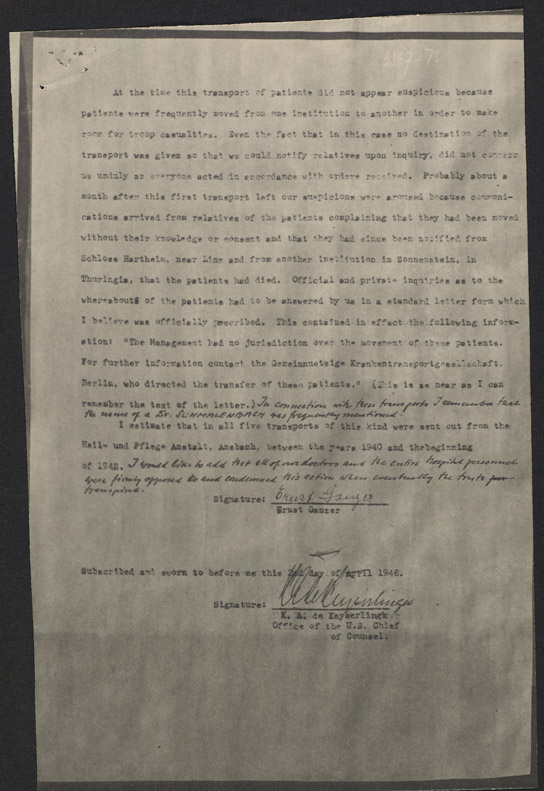 3367-PS
At the time this transport of patients did not appear suspicious because
patients were frequently moved from one institution to another in order to make
room for troop casualties. Even the fact that in this case no destination of the
transport was given so that we could notify relatives upon inquiry, did not concern
us unduly as everyone acted in accordance with orders received. Probably about a
month after this first transport left our suspicions were aroused because communi-
cations arrived from relatives of the patients complaining that they had been moved
without their knowledge or consent and that they had since been notified from
Schloss Hartheim, near Linz and from another institution in Sonnenstein, in
Thuringia, that the patients had died. Official and private inquiries as to the
whereabouts of the patients had to be answered by us in a standard letter form which
I believe was officially prescribed. This contained in effect the following inform-
ation: "The Management had no jurisdiction over the movement of these patients.
For further information contact the Gemeinnuetzige Krankentransportgesellschaft,
Berlin, who directed the transfer of these patients." (This is as near as I can
remember the text of the letter.) In connection with these transports I remember that
the name of a Dr. SCHMALENBACH was frequently mentioned.
I estimate that in all five transports of this kind were sent out from the
Heil- und Pflege Anstalt, Ansbach, between the years 1940 and thebeginning
of 1942. I would like to add that all of our doctors and the entire hospital personnel
were firmly opposed to and condemned this action when eventually the truth
transpired.
Signature: Ernst Ganzer
Ernst Ganzer
Subscribed and sworn to before me this day of April 1946.
Signature: K A de Keyserlingk
K. A. de Keyserlingk
Office of the U.S. Chief
of Counsel.